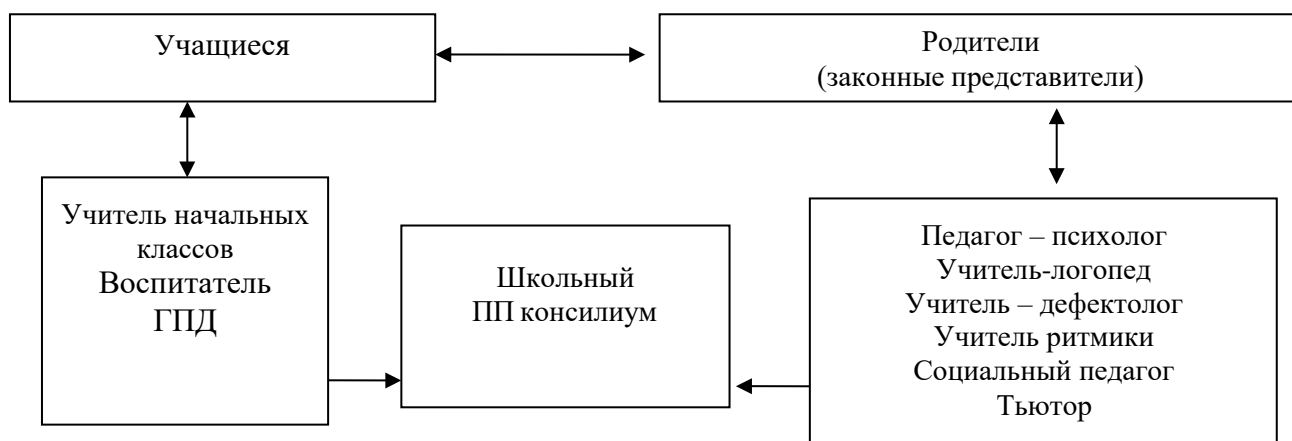 Учащиеся
Родители
(законные представители)
Учитель начальных
классов
Воспитатель
ГПД
Школьный
ПП консилиум
Педагог – психолог
Учитель-логопед
Учитель – дефектолог
Учитель ритмики
Социальный педагог
Тьютор